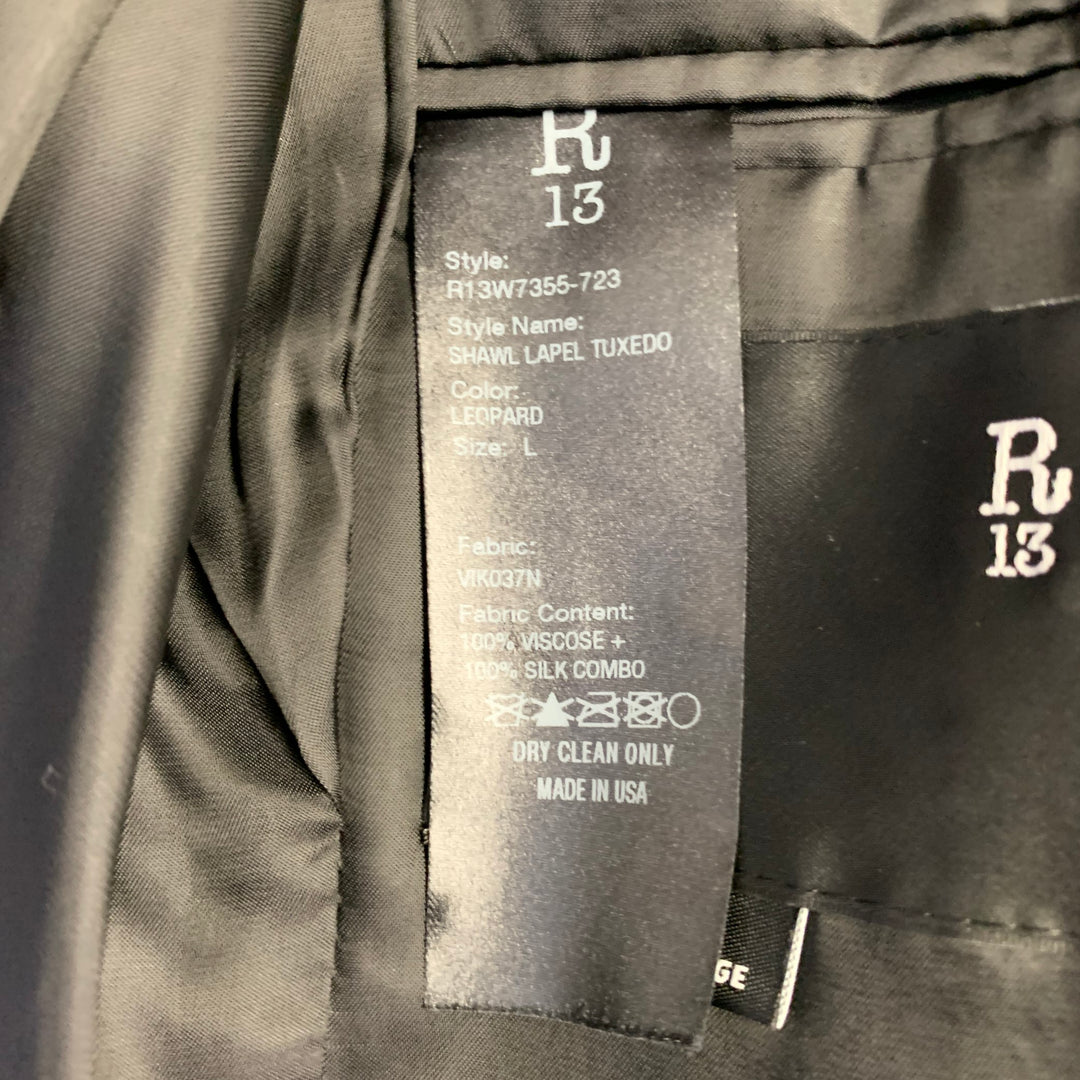 R
13
Style:
R13W7355-723
Style Name:
SHAWL LAPEL TUXEDO
Color:
LEOPARD
Size: L
Fabric:
VIK037N
Fabric Content:
100% VISCOSE +
100% SILK COMBO
DRY CLEAN ONLY
MADE IN USA
R
13
GE